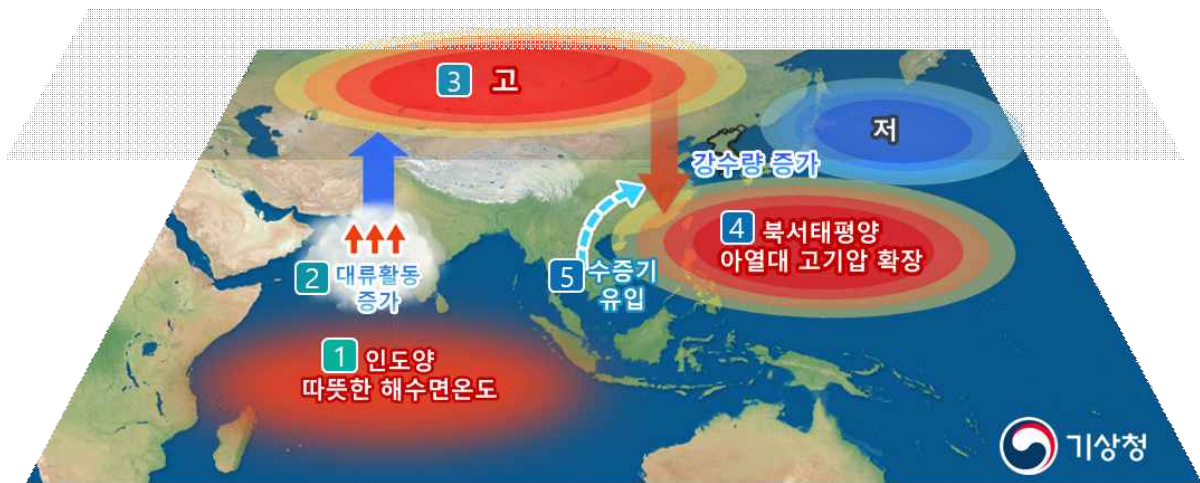 3 고
저
강수량 증가
4 북서태평양
아열대 고기압 확장
2 대류활동
증가
5 수증기
유입
1 인도양
따뜻한 해수면온도
기상청